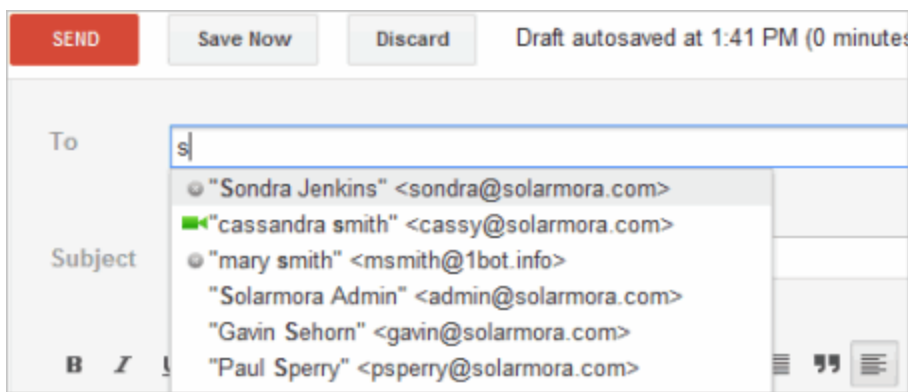 SEND Save Now Discard Draft autosaved at 1:41 PM (0 minutes
To s
"Sondra Jenkins" <sondra@solarmora.com>
"cassandra smith" <cassy@solarmora.com>
Subject
"mary smith" <msmith@1bot.info>
"Solarmora Admin" <admin@solarmora.com>
"Gavin Sehorn" <gavin@solarmora.com>
"Paul Sperry" <psperry@solarmora.com>
B I U